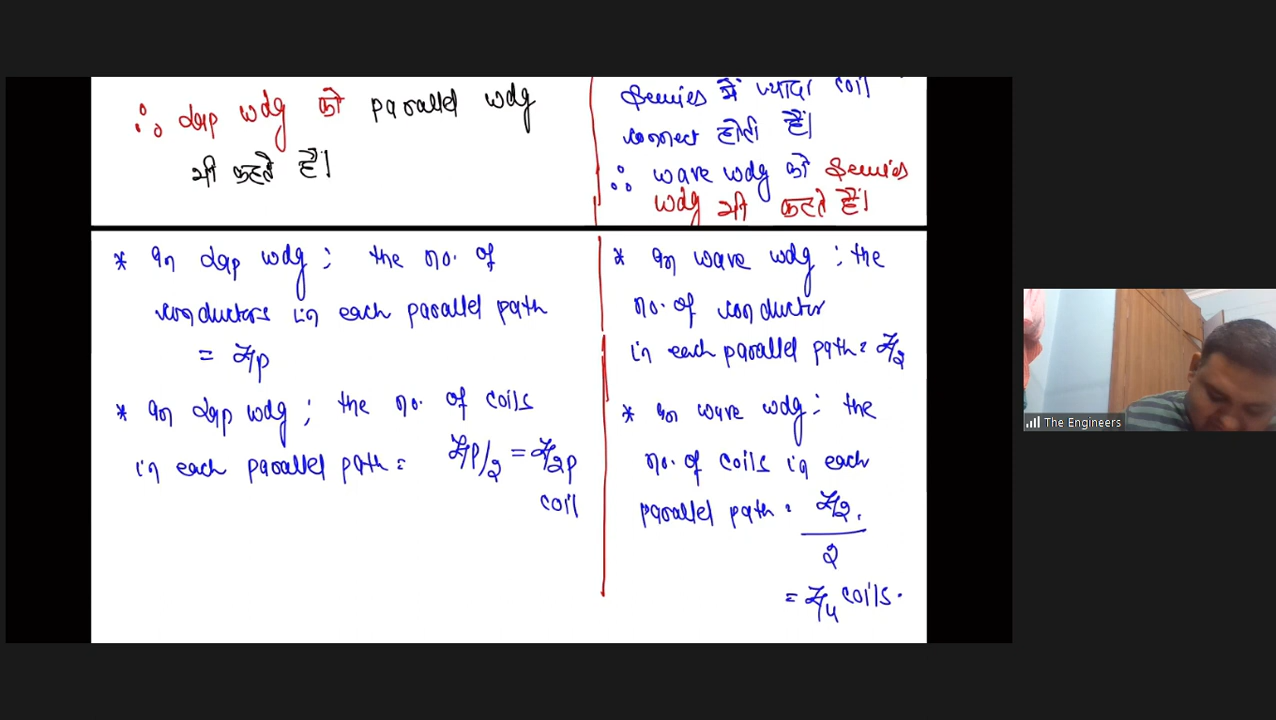 ∴ Lap wdg को parallel wdg
भी कहते हैं।
Series में ज्यादा coil
connect होती हैं।
∴ wave wdg को Series
wdg भी कहते हैं।
* In Lap wdg ; the no. of
conductors in each parallel path
= Z/p
* In Lap wdg ; the no. of coils
in each parallel path = Z/p/2 = Z/2p
coil
* In wave wdg : the
no. of conductor
in each parallel path = Z/2
* In wave wdg : the
no. of coils in each
parallel path = Z/2
2
= Z/4 coils.
The Engineers